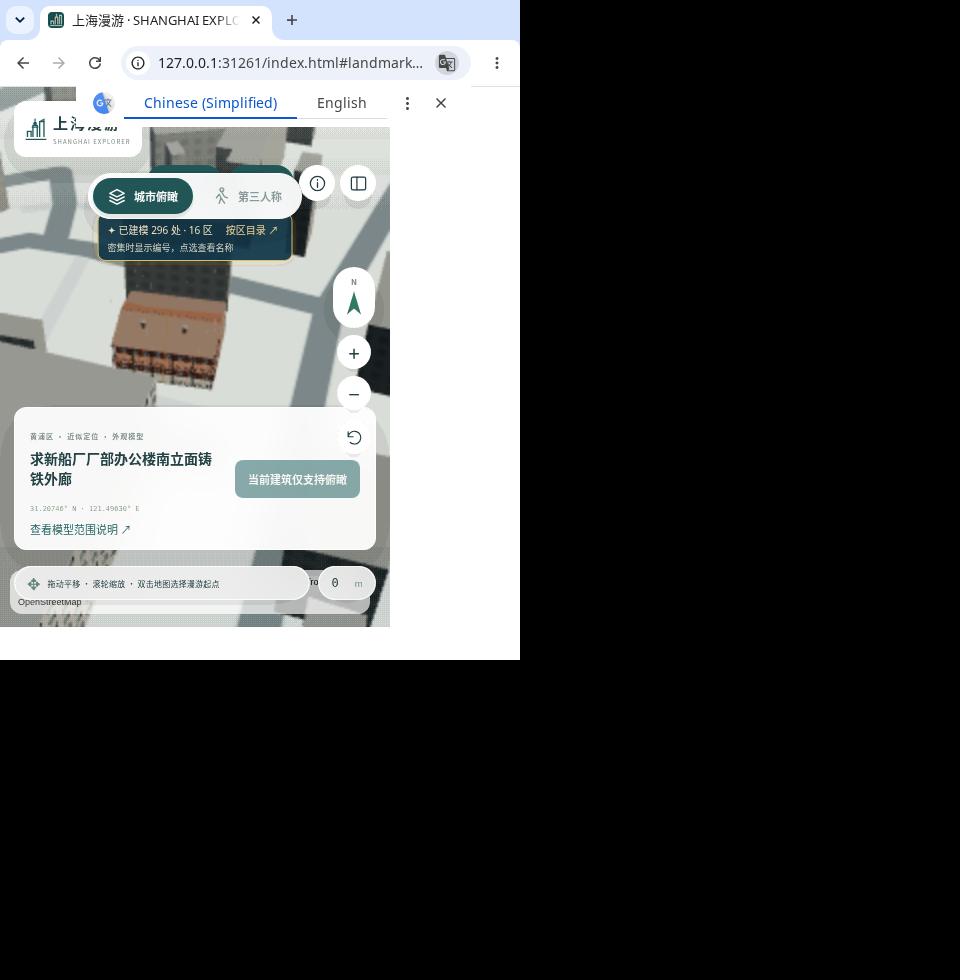 上海漫游 · SHANGHAI EXPLO
127.0.0.1:31261/index.html#landmark...
Chinese (Simplified)
English
上海漫游
SHANGHAI EXPLORER
城市俯瞰
第三人称
✦ 已建模 296 处 · 16 区 按区目录 ↗
密集时显示编号，点选查看名称
N
+
−
黄浦区 · 近似定位 · 外观模型
求新船厂厂部办公楼南立面铸
铁外廊
当前建筑仅支持俯瞰
31.20746° N · 121.49630° E
查看模型范围说明 ↗
拖动平移 · 滚轮缩放 · 双击地图选择漫游起点
0 m
OpenStreetMap